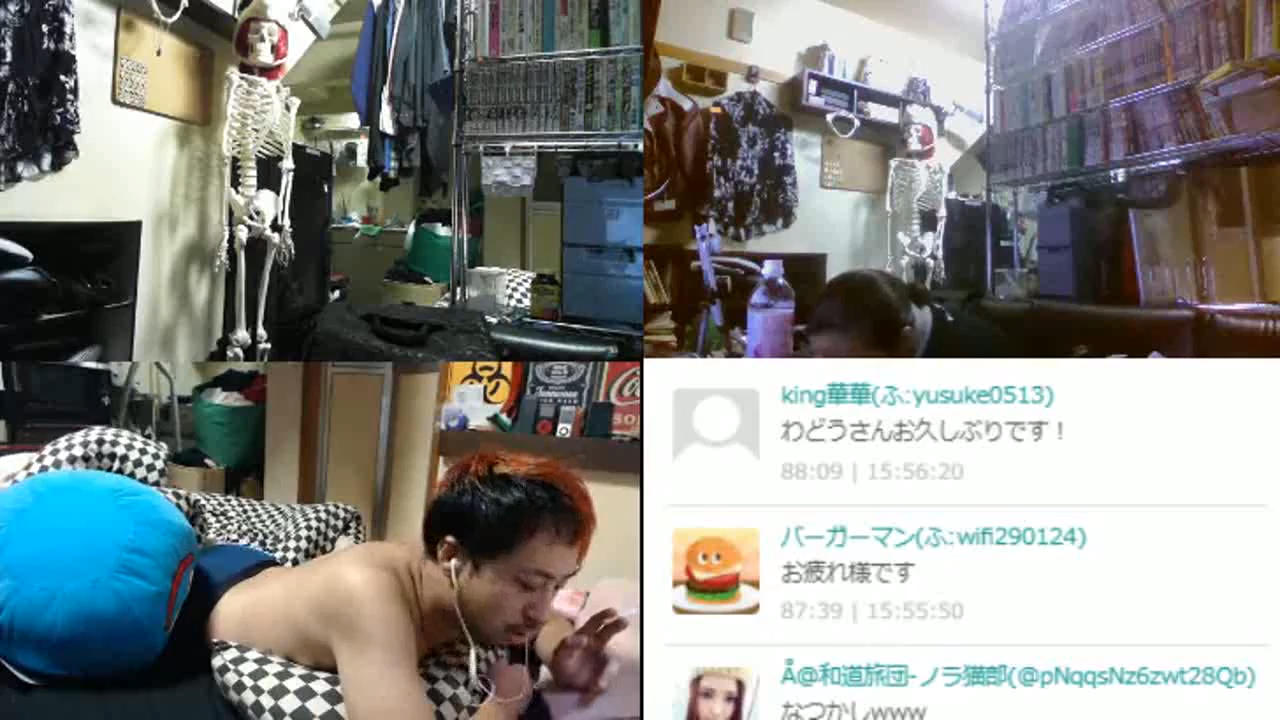 king華華(ふ:yusuke0513)
わどうさんお久しぶりです！
88:09 | 15:56:20
バーガーマン(ふ:wifi290124)
お疲れ様です
87:39 | 15:55:50
Å@和道旅団-ノラ猫部(@pNqqsNz6zwt28Qb)
なつかしwww
Coca